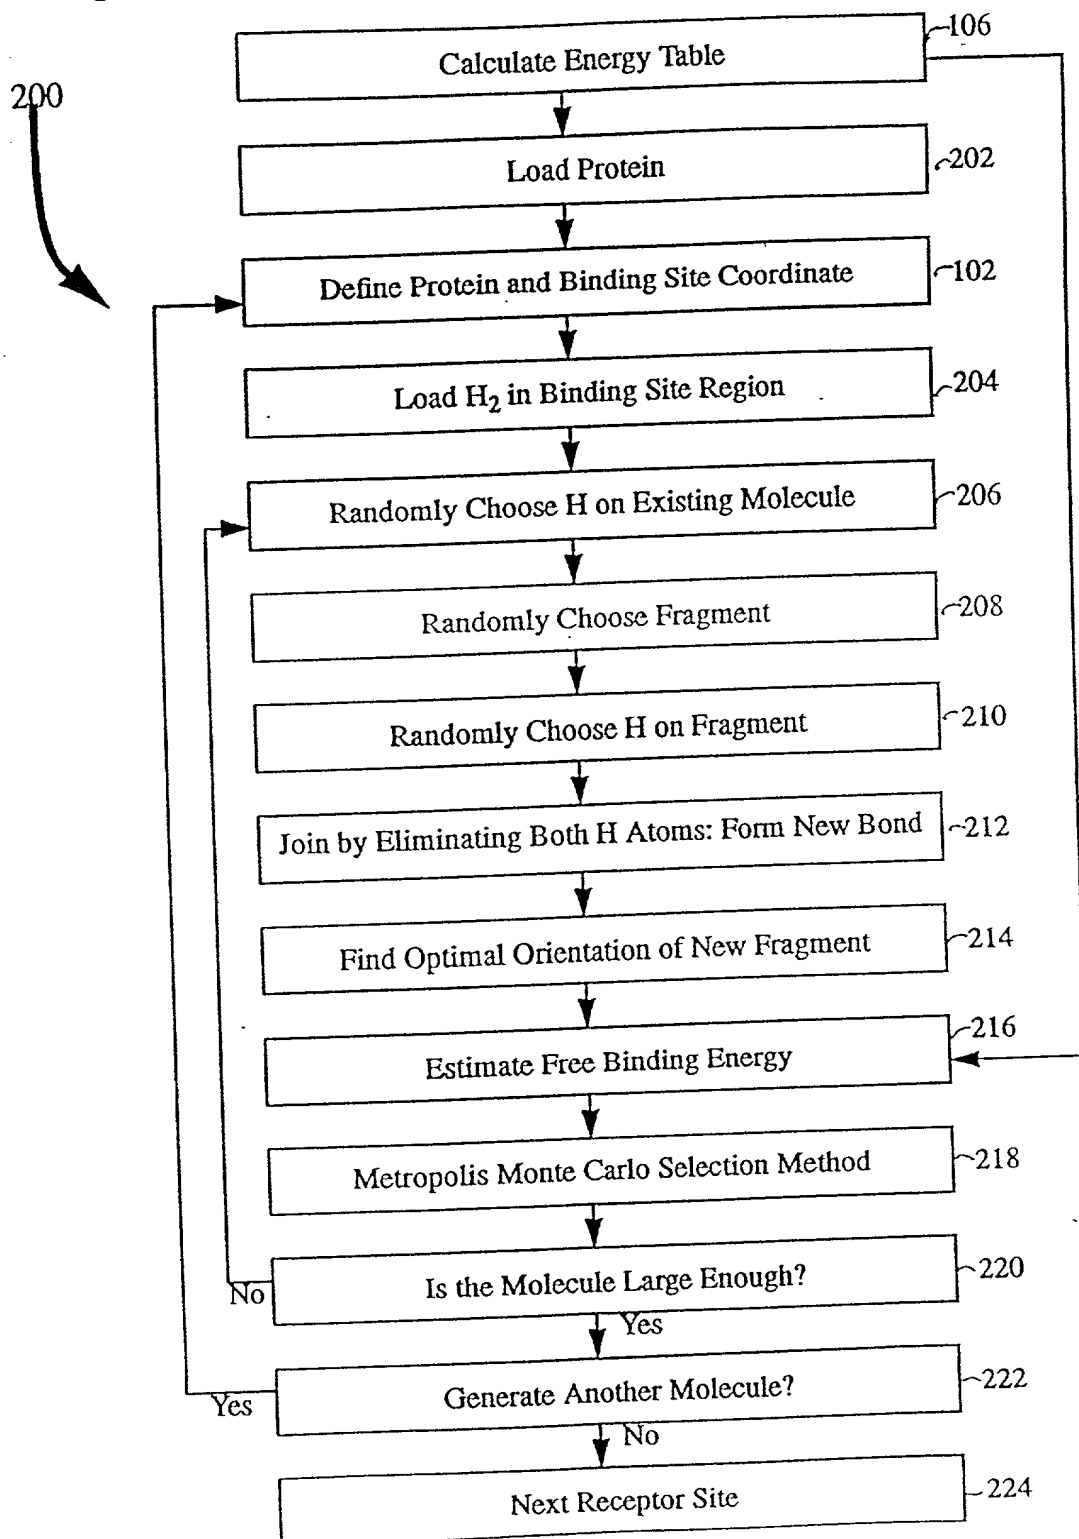 106
Calculate Energy Table
200
Load Protein
202
Define Protein and Binding Site Coordinate
102
Load H₂ in Binding Site Region
204
Randomly Choose H on Existing Molecule
206
Randomly Choose Fragment
208
Randomly Choose H on Fragment
210
Join by Eliminating Both H Atoms: Form New Bond
212
Find Optimal Orientation of New Fragment
214
216
Estimate Free Binding Energy
Metropolis Monte Carlo Selection Method
218
Is the Molecule Large Enough?
220
No
Yes
Generate Another Molecule?
222
Yes
No
Next Receptor Site
224